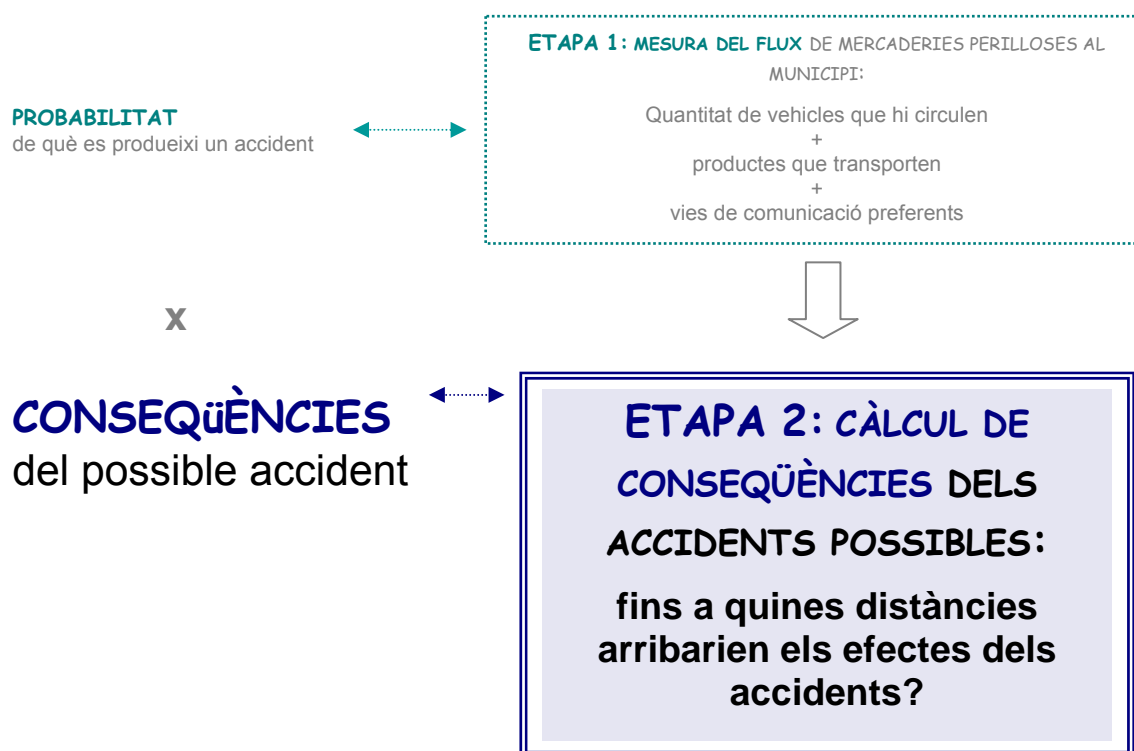 PROBABILITAT
de què es produeixi un accident
ETAPA 1: MESURA DEL FLUX DE MERCADERIES PERILLOSES AL
MUNICIPI:
Quantitat de vehicles que hi circulen
+
productes que transporten
+
vies de comunicació preferents
x
CONSEQüÈNCIES
del possible accident
ETAPA 2: CÀLCUL DE
CONSEQÜÈNCIES DELS
ACCIDENTS POSSIBLES:
fins a quines distàncies
arribarien els efectes dels
accidents?